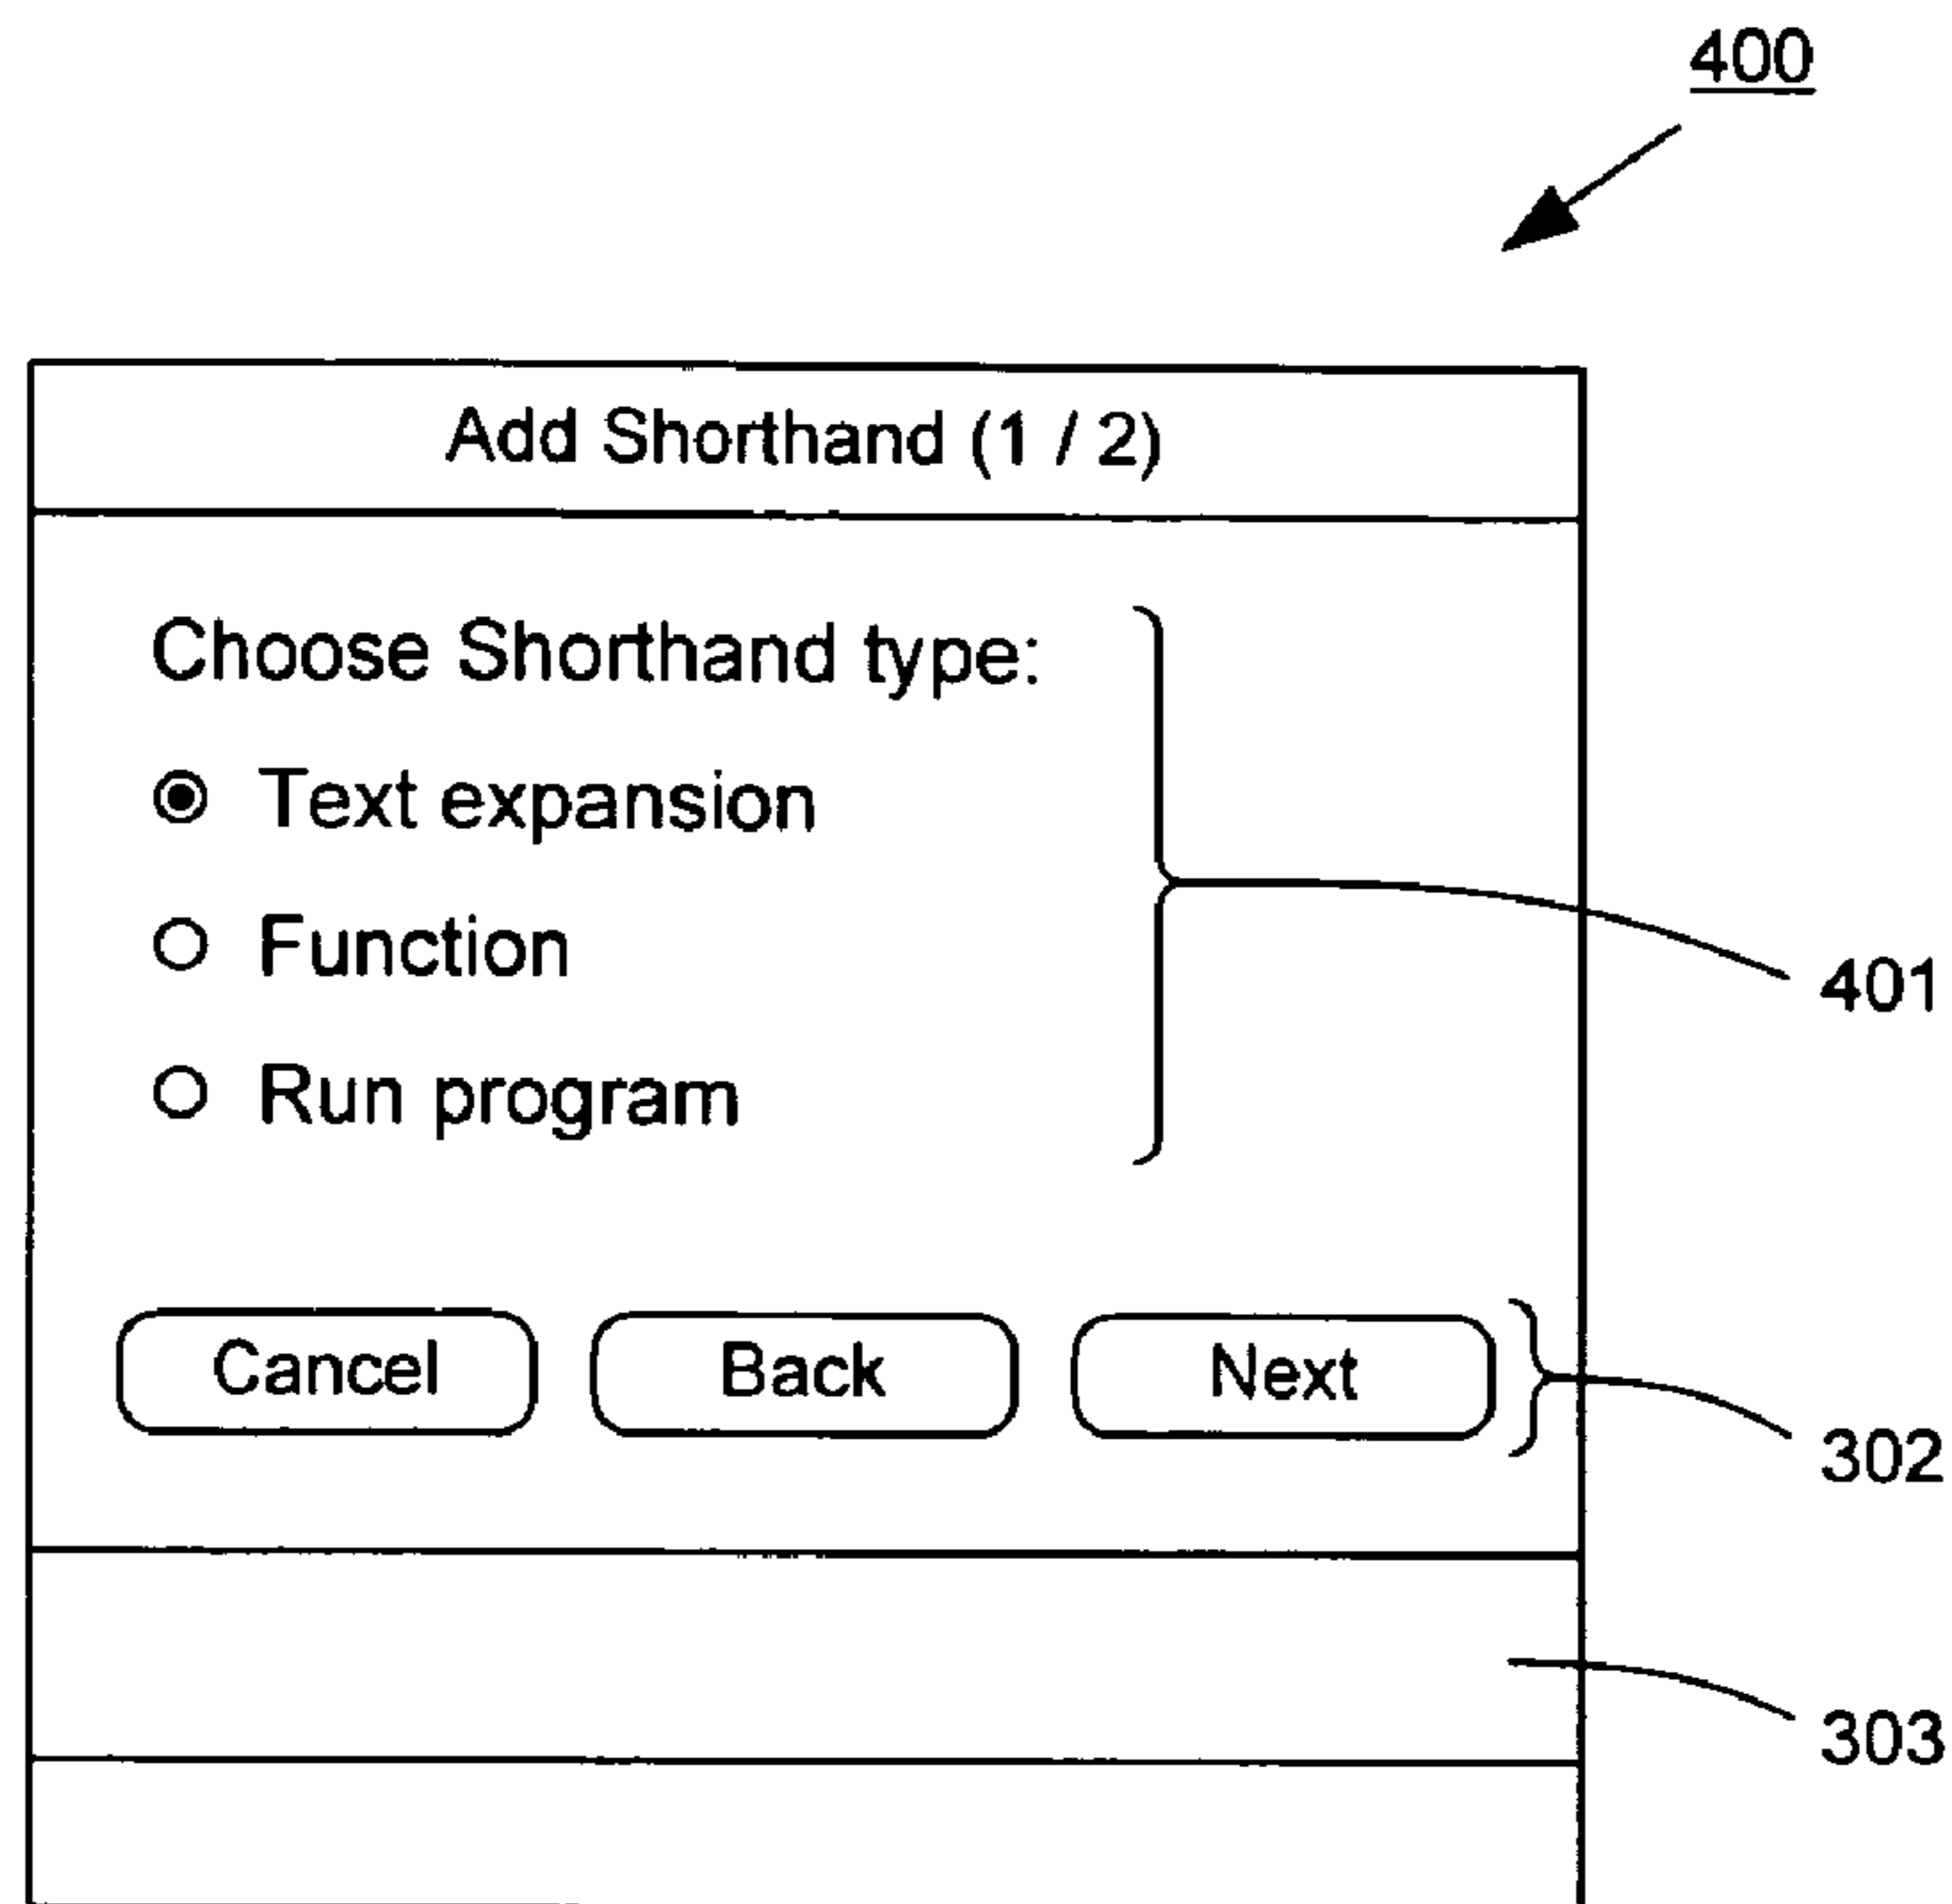 400
Add Shorthand (1 / 2)
Choose Shorthand type:
Text expansion
Function
401
Run program
Cancel Back Next
302
303